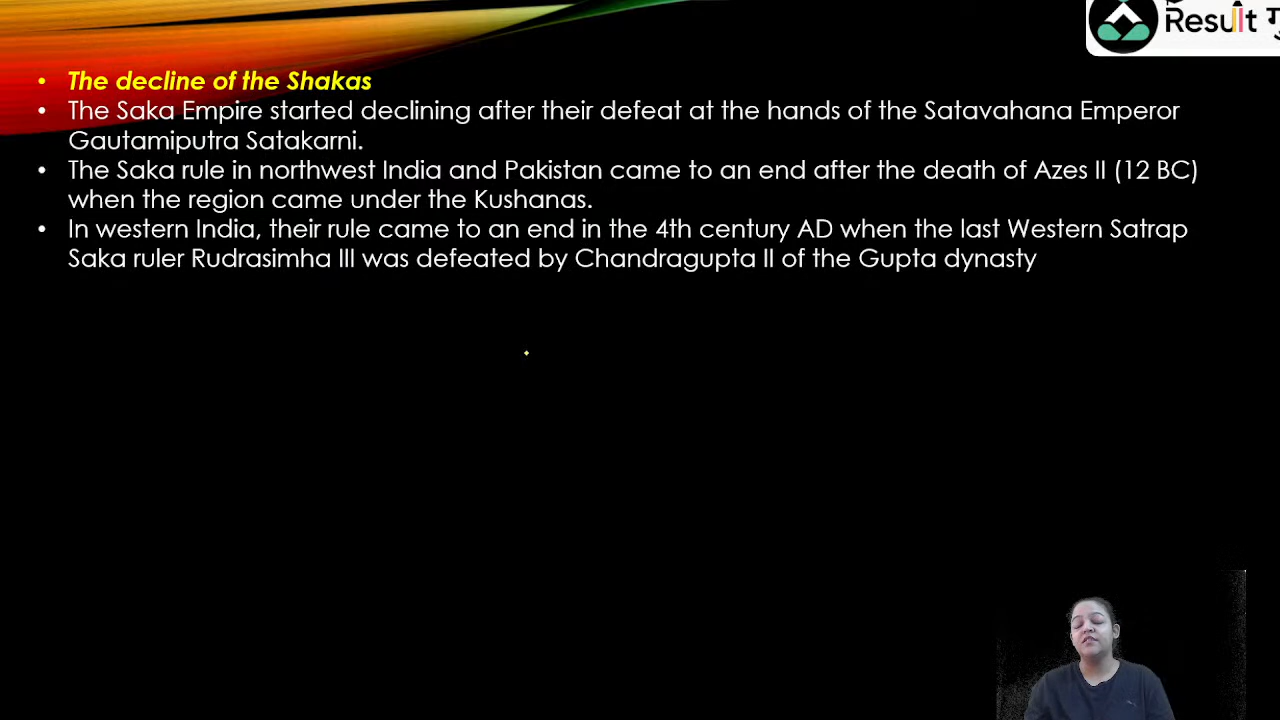 Result
• The decline of the Shakas
• The Saka Empire started declining after their defeat at the hands of the Satavahana Emperor
Gautamiputra Satakarni.
• The Saka rule in northwest India and Pakistan came to an end after the death of Azes II (12 BC)
when the region came under the Kushanas.
• In western India, their rule came to an end in the 4th century AD when the last Western Satrap
Saka ruler Rudrasimha III was defeated by Chandragupta II of the Gupta dynasty